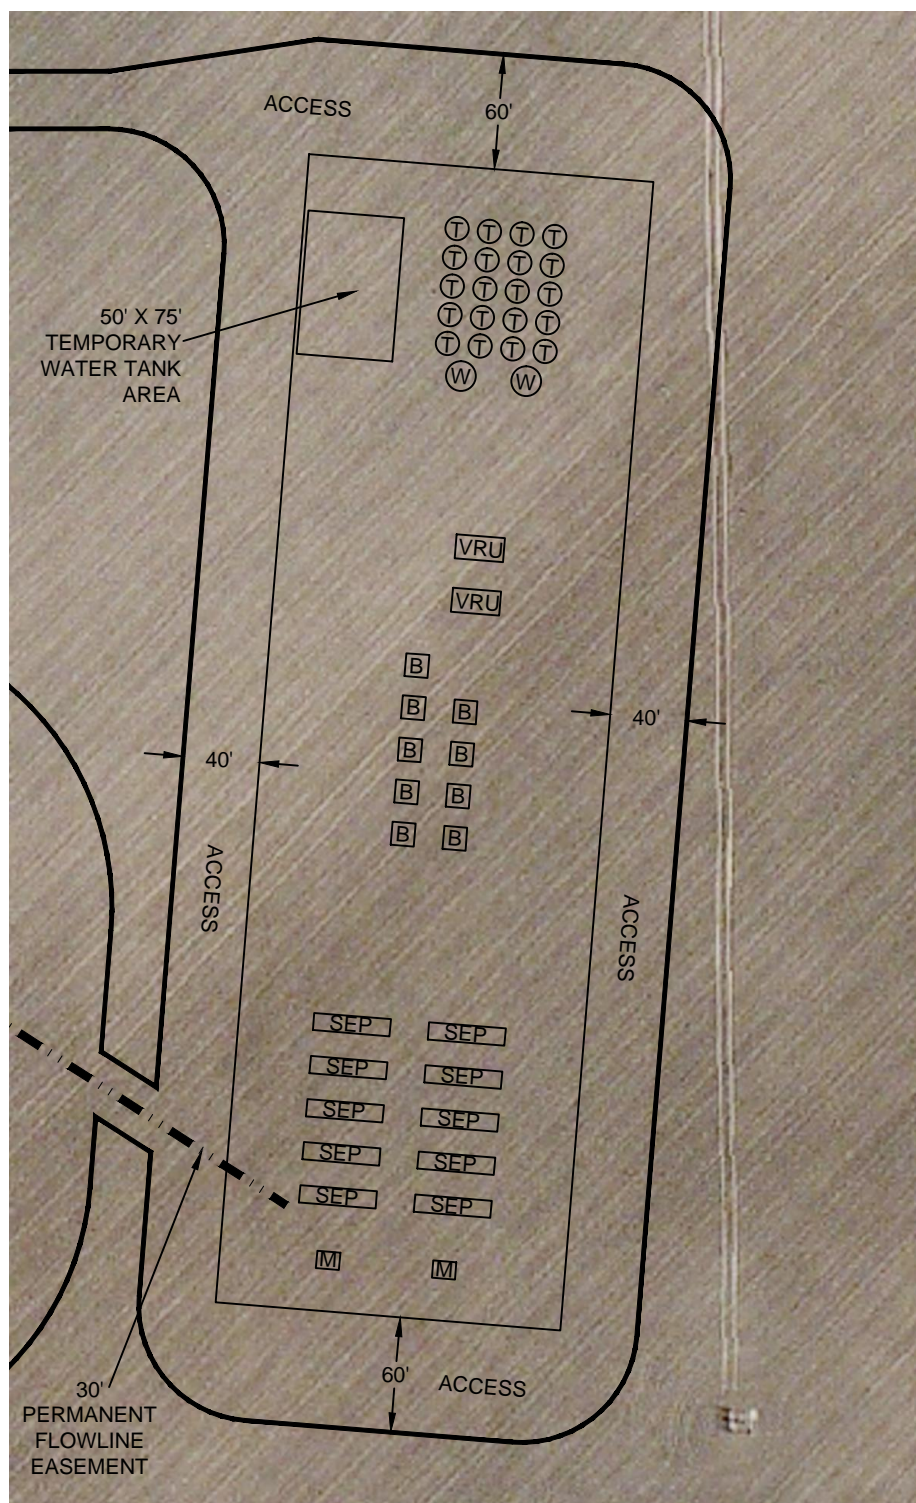 ACCESS
60'
T T T T
T T T T
T T T T
T T T T
T T T T
W W
50' X 75'
TEMPORARY
WATER TANK
AREA
VRU
VRU
B
B B
B B
B B
B B
40'
40'
ACCESS
ACCESS
SEP SEP
SEP SEP
SEP SEP
SEP SEP
SEP SEP
M M
60'
ACCESS
30'
PERMANENT
FLOWLINE
EASEMENT